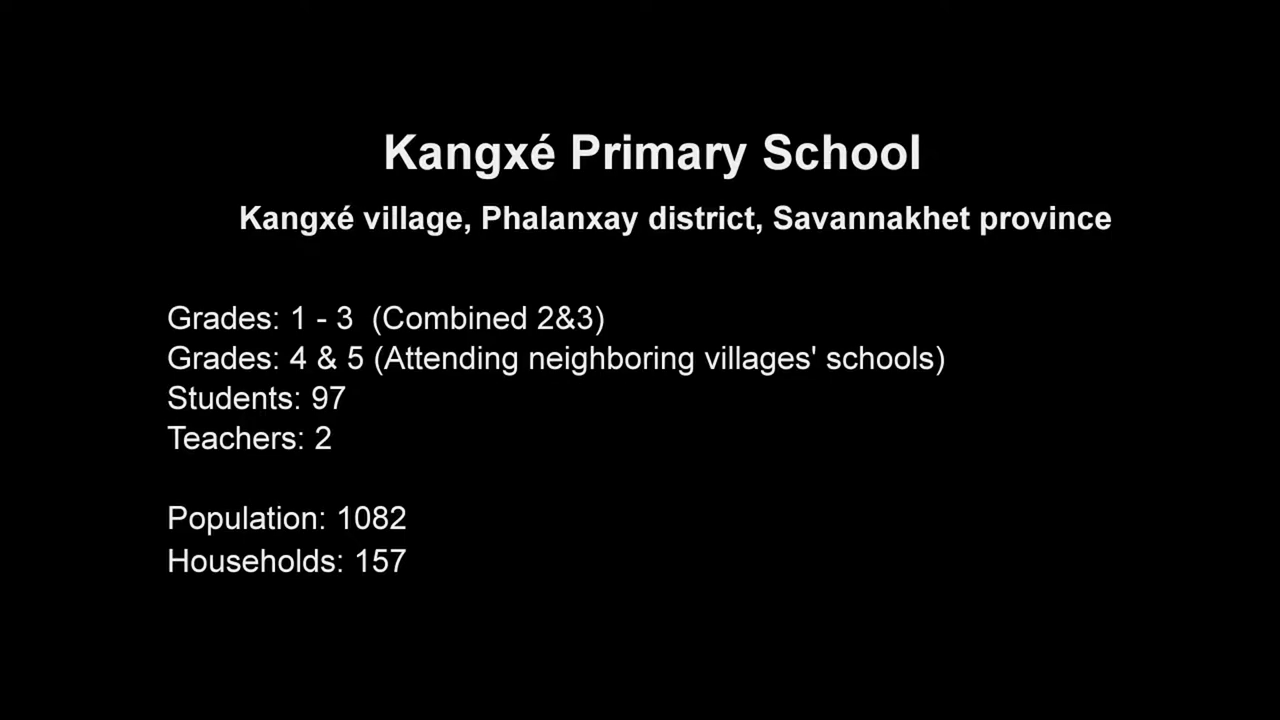 Kangxé Primary School
Kangxé village, Phalanxay district, Savannakhet province
Grades: 1 - 3 (Combined 2&3)
Grades: 4 & 5 (Attending neighboring villages' schools)
Students: 97
Teachers: 2
Population: 1082
Households: 157